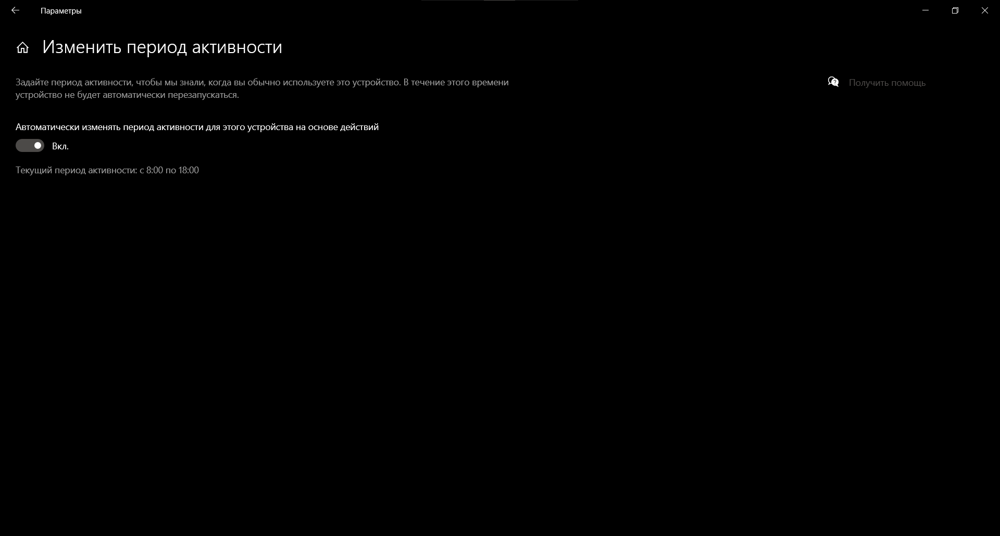 Параметры
Изменить период активности
Задайте период активности, чтобы мы знали, когда вы обычно используете это устройство. В течение этого времени
устройство не будет автоматически перезапускаться.
Получить помощь
Автоматически изменять период активности для этого устройства на основе действий
Вкл.
Текущий период активности: с 8:00 по 18:00